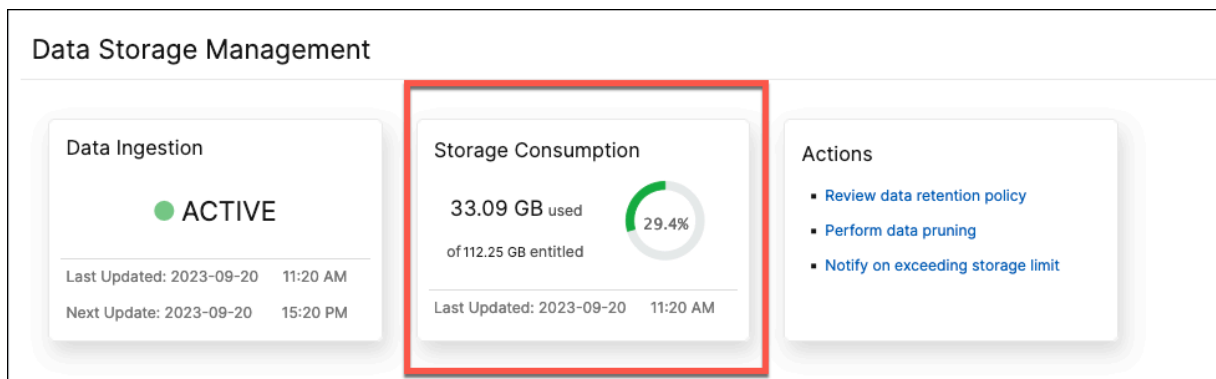 Data Storage Management
Data Ingestion
ACTIVE
Last Updated: 2023-09-20 11:20 AM
Next Update: 2023-09-20 15:20 PM
Storage Consumption
33.09 GB used
of 112.25 GB entitled
29.4%
Last Updated: 2023-09-20 11:20 AM
Actions
Review data retention policy
Perform data pruning
Notify on exceeding storage limit